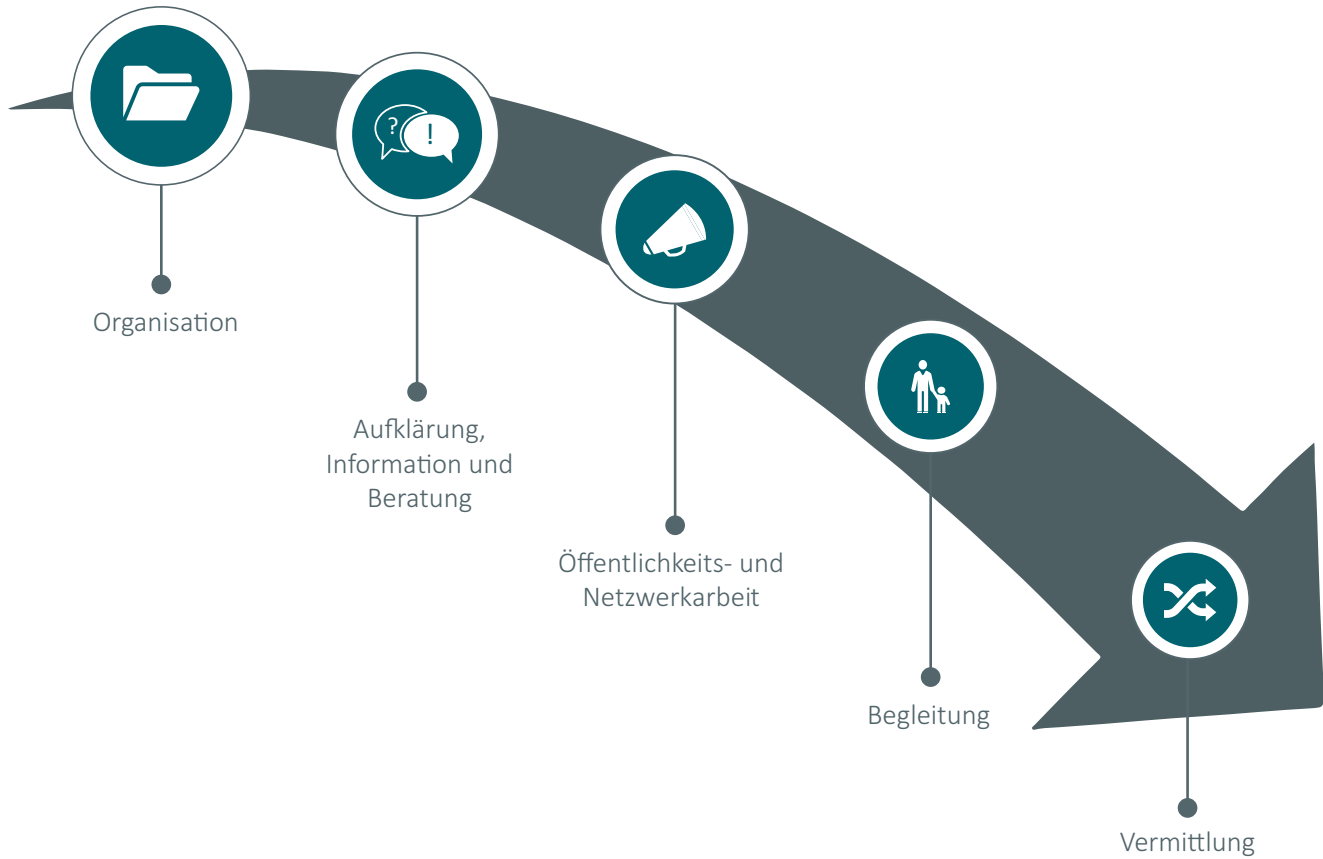 ? !
Organisation
Aufklärung,
Information und
Beratung
Öffentlichkeits- und
Netzwerkarbeit
Begleitung
Vermittlung